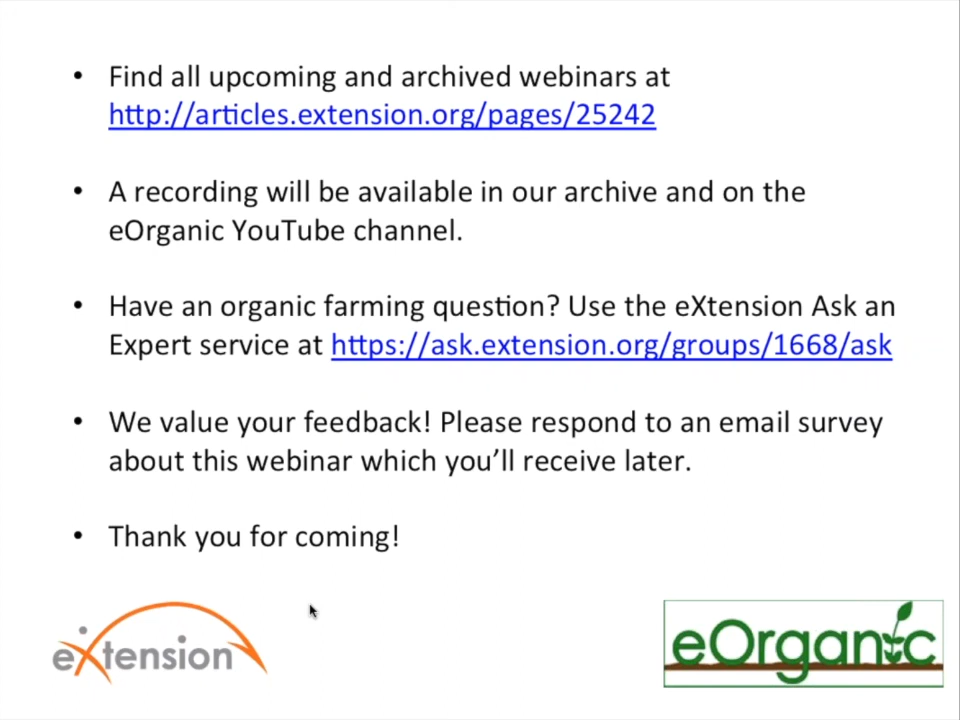 • Find all upcoming and archived webinars at
http://articles.extension.org/pages/25242
• A recording will be available in our archive and on the
eOrganic YouTube channel.
• Have an organic farming question? Use the eXtension Ask an
Expert service at https://ask.extension.org/groups/1668/ask
• We value your feedback! Please respond to an email survey
about this webinar which you’ll receive later.
• Thank you for coming!
eXtension
eOrganic